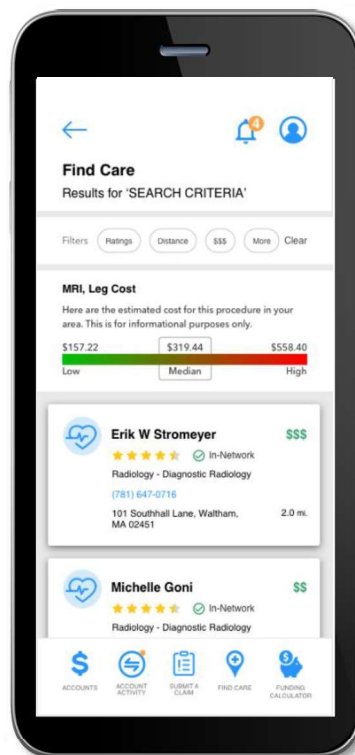 4
Find Care
Results for 'SEARCH CRITERIA'
Filters Ratings Distance $$$ More Clear
MRI, Leg Cost
Here are the estimated cost for this procedure in your
area. This is for informational purposes only.
$157.22 $319.44 $558.40
Low Median High
Erik W Stromeyer $$$
In-Network
Radiology - Diagnostic Radiology
(781) 647-0716
101 Southhall Lane, Waltham, 2.0 mi.
MA 02451
Michelle Goni $$
In-Network
Radiology - Diagnostic Radiology
ACCOUNTS ACCOUNT ACTIVITY SUBMIT A CLAIM FIND CARE FUNDING CALCULATOR